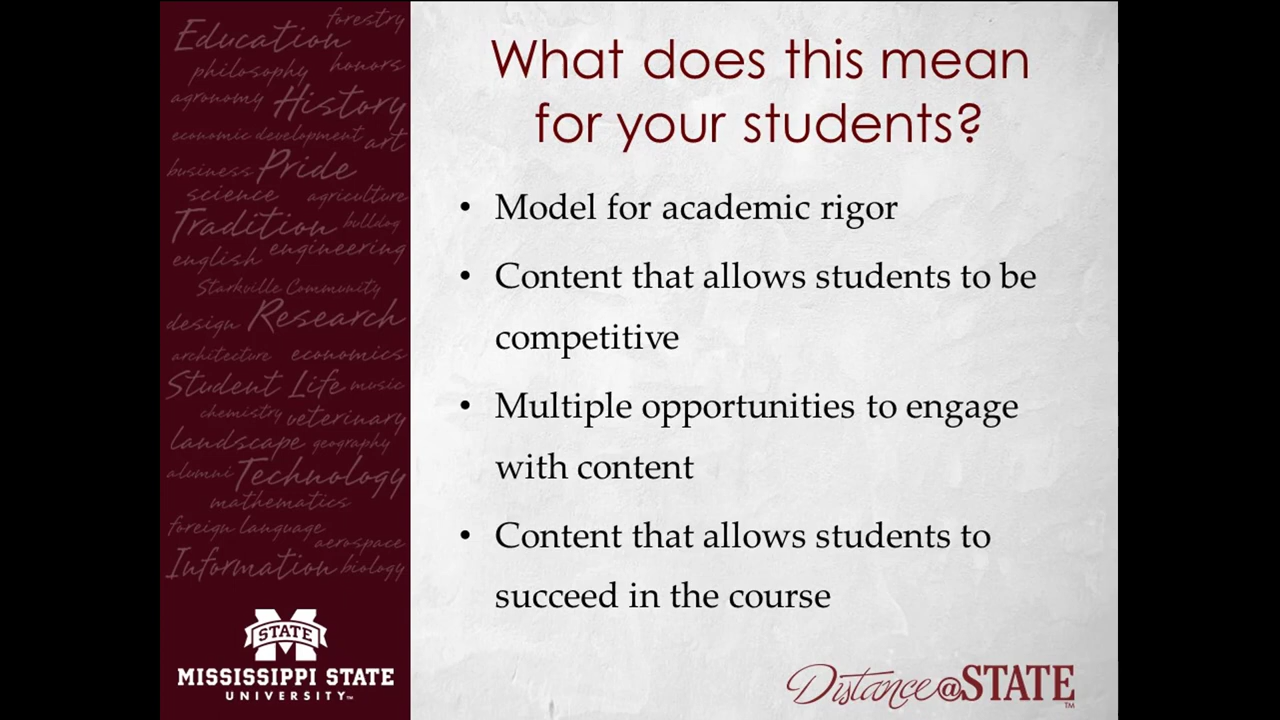 forestry
Education
philosophy honors
agronomy History
economic development art
business Pride
science agriculture
Tradition bulldog
english engineering
Starkville Community
design Research
architecture economics
Student Life music
chemistry veterinary
landscape geography
alumni Technology
mathematics
foreign language
aerospace
Information biology
STATE
MISSISSIPPI STATE
UNIVERSITY™
What does this mean
for your students?
• Model for academic rigor
• Content that allows students to be
competitive
• Multiple opportunities to engage
with content
• Content that allows students to
succeed in the course
Distance@STATE™